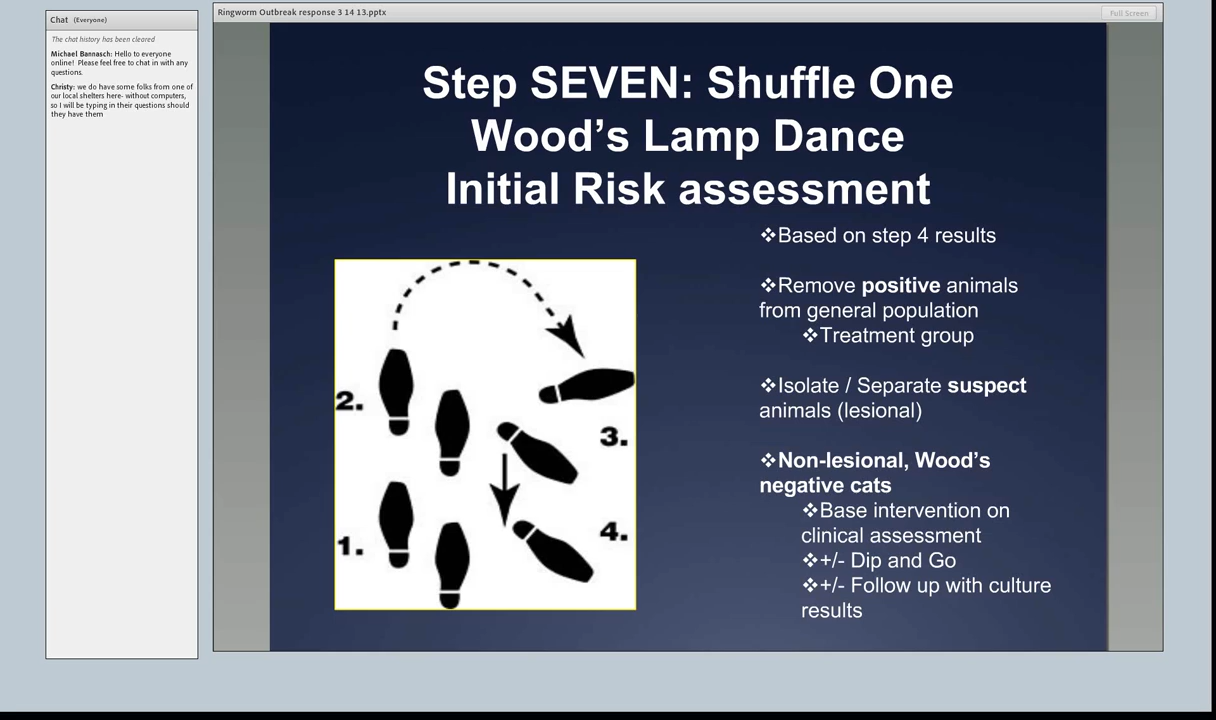 Chat (Everyone)
The chat history has been cleared
Michael Bannasch: Hello to everyone
online! Please feel free to chat in with any
questions.
Christy: we do have some folks from one of
our local shelters here- without computers,
so I will be typing in their questions should
they have them
Ringworm Outbreak response 3 14 13.pptx
Full Screen
Step SEVEN: Shuffle One
Wood's Lamp Dance
Initial Risk assessment
❖Based on step 4 results
❖Remove positive animals
from general population
❖Treatment group
❖Isolate / Separate suspect
animals (lesional)
❖Non-lesional, Wood's
negative cats
❖Base intervention on
clinical assessment
❖+/- Dip and Go
❖+/- Follow up with culture
results
2.
3.
1.
4.